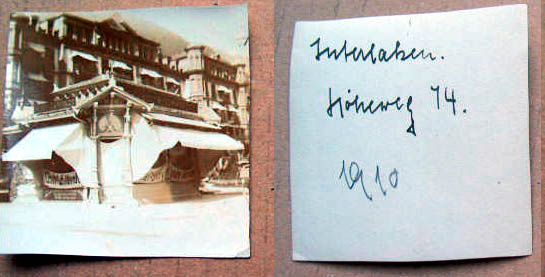 Interlaken.
Höheweg 74.
1910